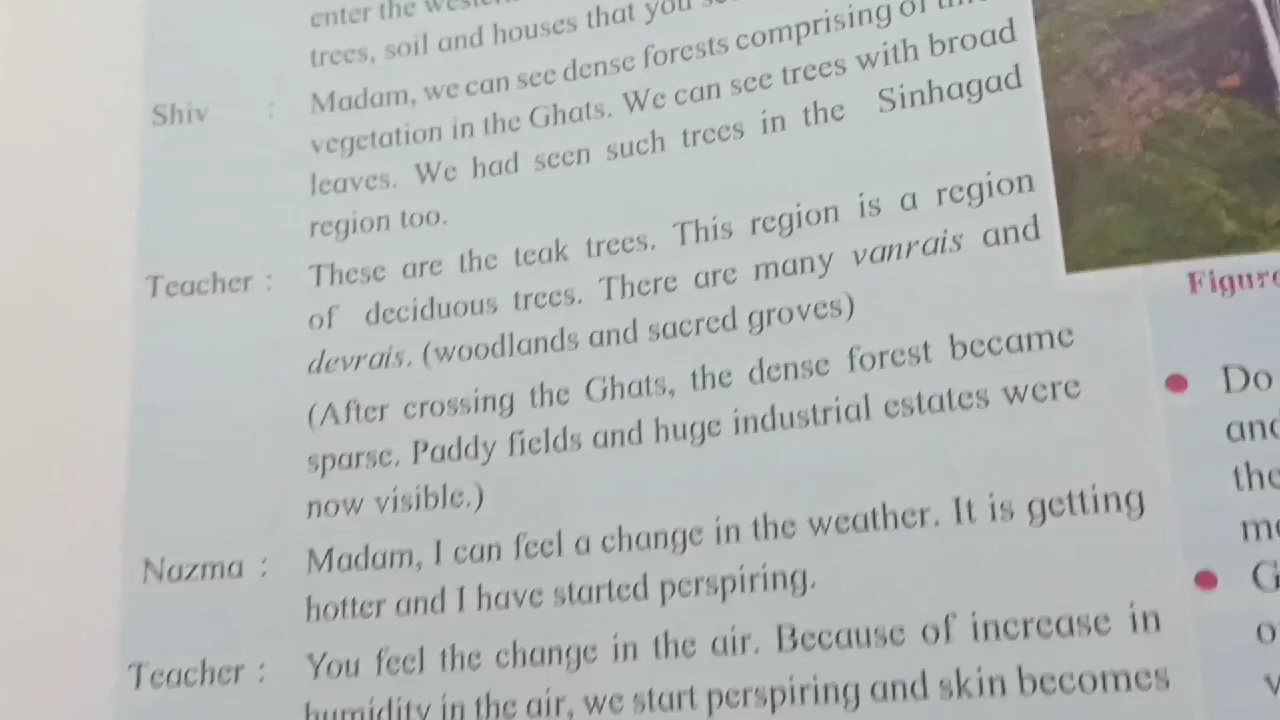 enter the
trees, soil and houses that you
Shiv : Madam, we can see dense forests comprising of
vegetation in the Ghats. We can see trees with broad
leaves. We had seen such trees in the Sinhagad
region too.
Teacher : These are the teak trees. This region is a region
of deciduous trees. There are many vanrais and
devrais. (woodlands and sacred groves)
(After crossing the Ghats, the dense forest became
sparse. Paddy fields and huge industrial estates were
now visible.)
Nazma : Madam, I can feel a change in the weather. It is getting
hotter and I have started perspiring.
Teacher : You feel the change in the air. Because of increase in
humidity in the air, we start perspiring and skin becomes
Figure
● Do
the
● G